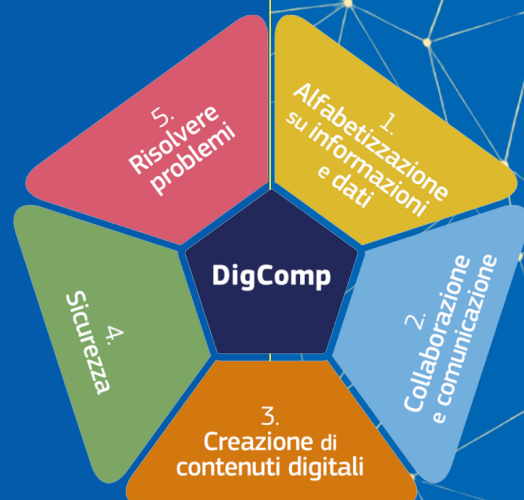 DigComp
1.
Alfabetizzazione
su informazioni
e dati
2.
Collaborazione
e comunicazione
3.
Creazione di
contenuti digitali
4.
Sicurezza
5.
Risolvere
problemi